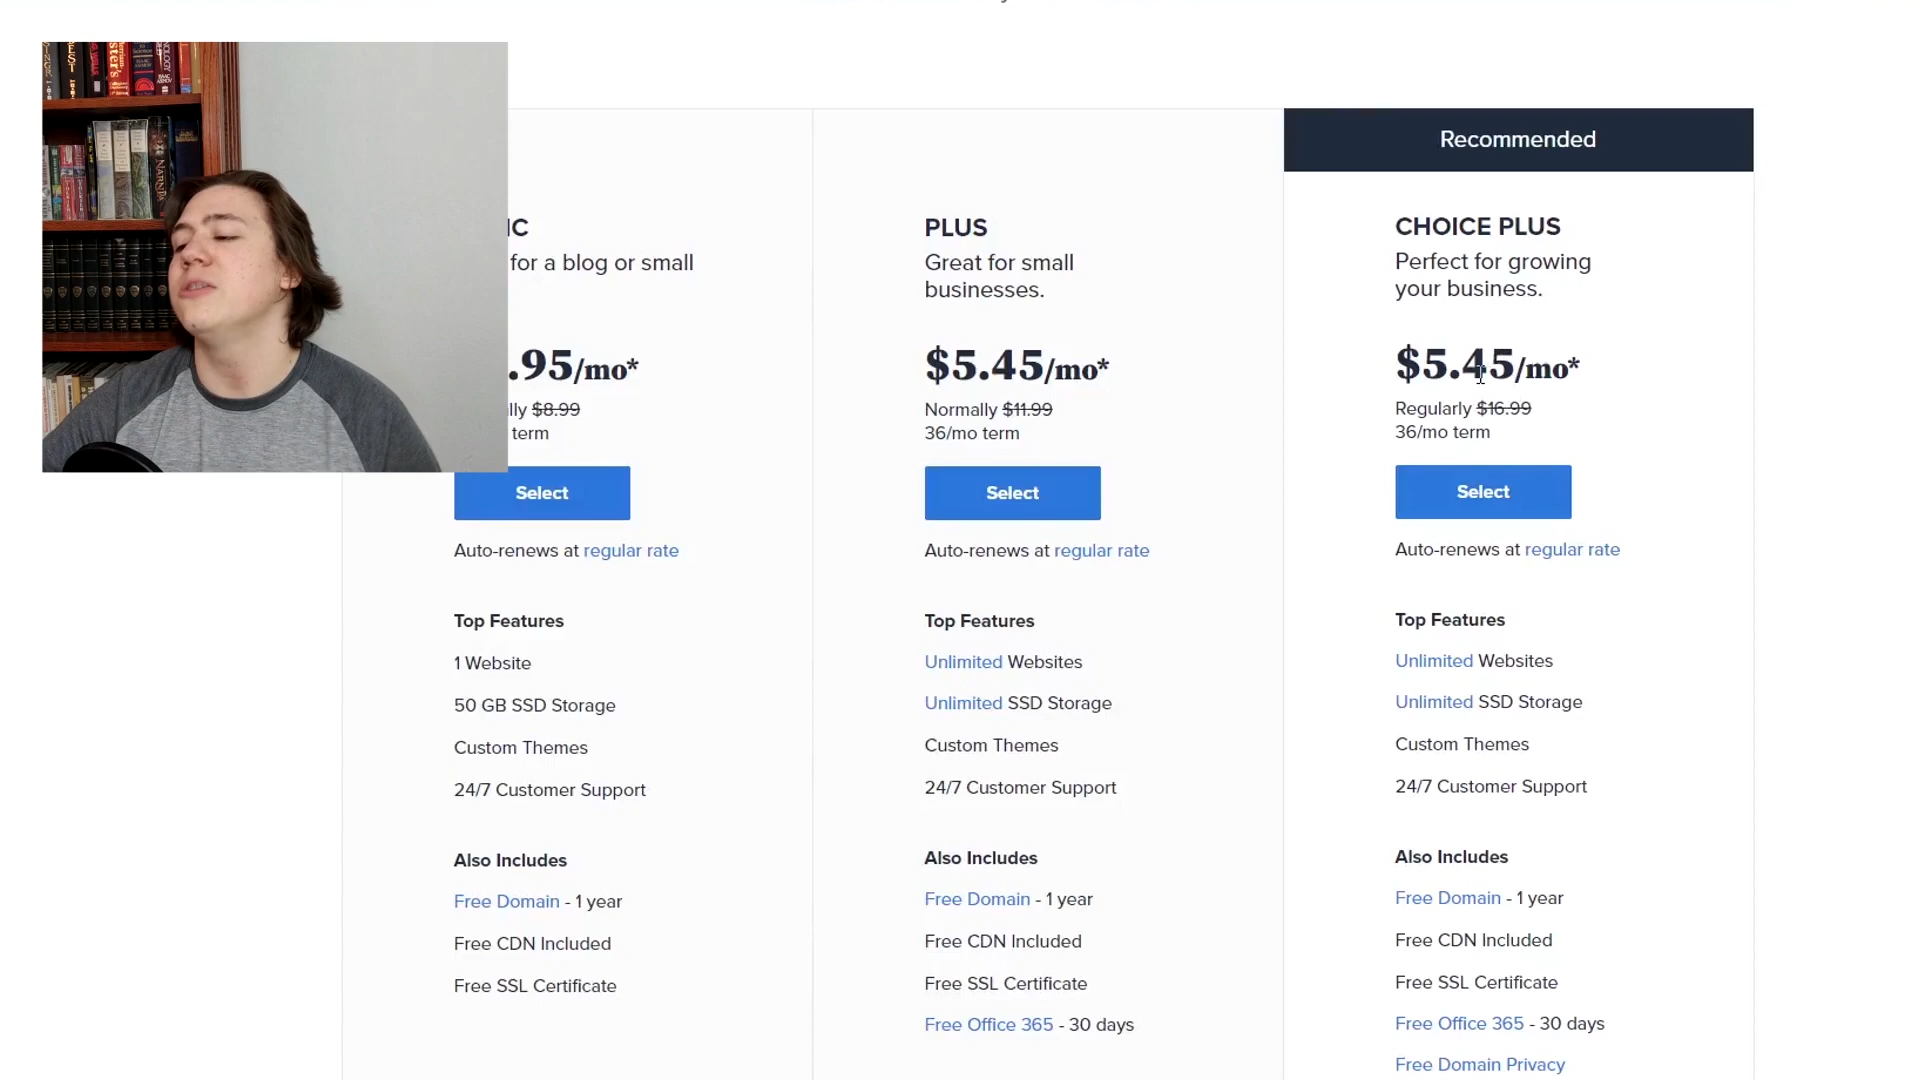 Recommended
IC
for a blog or small
.95/mo*
lly $8.99
term
Select
Auto-renews at regular rate
Top Features
1 Website
50 GB SSD Storage
Custom Themes
24/7 Customer Support
Also Includes
Free Domain - 1 year
Free CDN Included
Free SSL Certificate
PLUS
Great for small
businesses.
$5.45/mo*
Normally $11.99
36/mo term
Select
Auto-renews at regular rate
Top Features
Unlimited Websites
Unlimited SSD Storage
Custom Themes
24/7 Customer Support
Also Includes
Free Domain - 1 year
Free CDN Included
Free SSL Certificate
Free Office 365 - 30 days
CHOICE PLUS
Perfect for growing
your business.
$5.45/mo*
Regularly $16.99
36/mo term
Select
Auto-renews at regular rate
Top Features
Unlimited Websites
Unlimited SSD Storage
Custom Themes
24/7 Customer Support
Also Includes
Free Domain - 1 year
Free CDN Included
Free SSL Certificate
Free Office 365 - 30 days
Free Domain Privacy
NARNIA